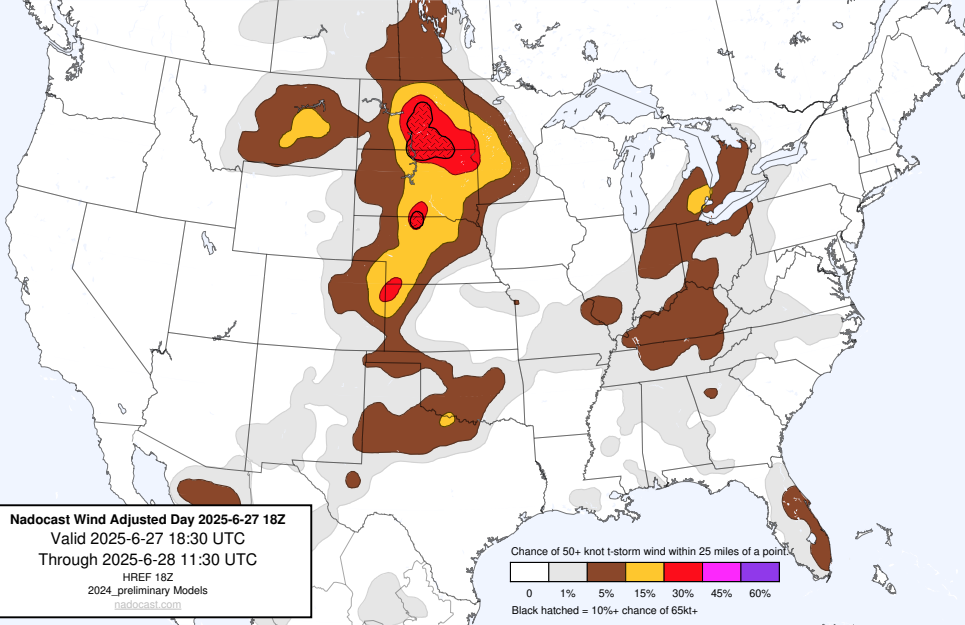 Nadocast Wind Adjusted Day 2025-6-27 18Z
Valid 2025-6-27 18:30 UTC
Through 2025-6-28 11:30 UTC
HREF 18Z
2024_preliminary Models
nadocast.com
Chance of 50+ knot t-storm wind within 25 miles of a point.
0 1% 5% 15% 30% 45% 60%
Black hatched = 10%+ chance of 65kt+